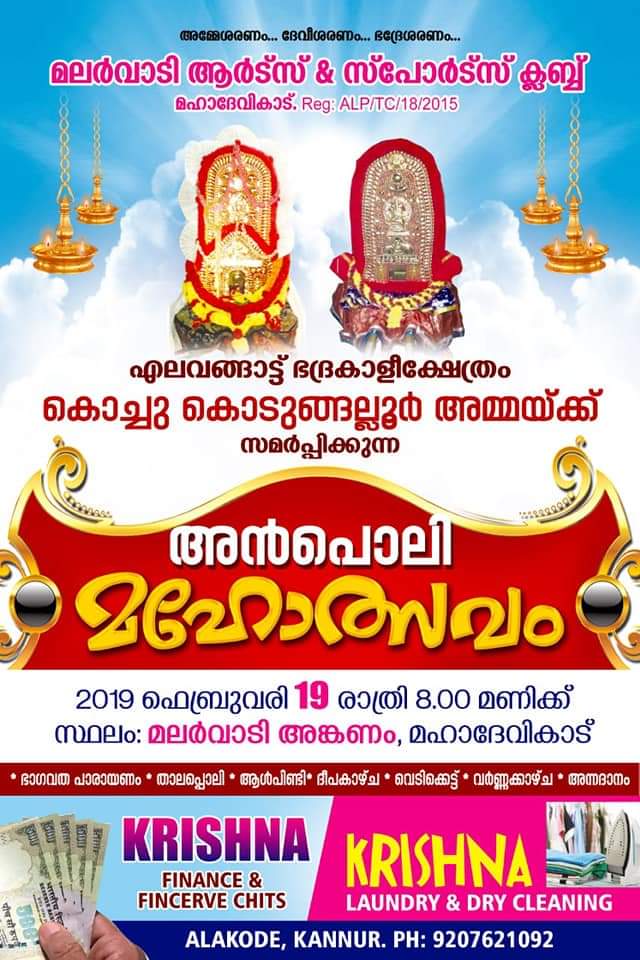 അമ്മേശരണം... ദേവീശരണം... ഭദ്രേശരണം...
മലർവാടി ആർട്സ് & സ്പോർട്സ് ക്ലബ്ബ്
മഹാദേവികാട്. Reg: ALP/TC/18/2015
എലവങ്ങാട്ട് ഭദ്രകാളീക്ഷേത്രം
കൊച്ചു കൊടുങ്ങല്ലൂർ അമ്മയ്ക്ക്
സമർപ്പിക്കുന്ന
അൻപൊലി
മഹോത്സവം
2019 ഫെബ്രുവരി 19 രാത്രി 8.00 മണിക്ക്
സ്ഥലം: മലർവാടി അങ്കണം, മഹാദേവികാട്
* ഭാഗവത പാരായണം * താലപ്പൊലി * ആൾപിണ്ടി* ദീപകാഴ്ച * വെടിക്കെട്ട് * വർണ്ണക്കാഴ്ച * അന്നദാനം
KRISHNA
FINANCE &
FINCERVE CHITS
KRISHNA
LAUNDRY & DRY CLEANING
ALAKODE, KANNUR. PH: 9207621092